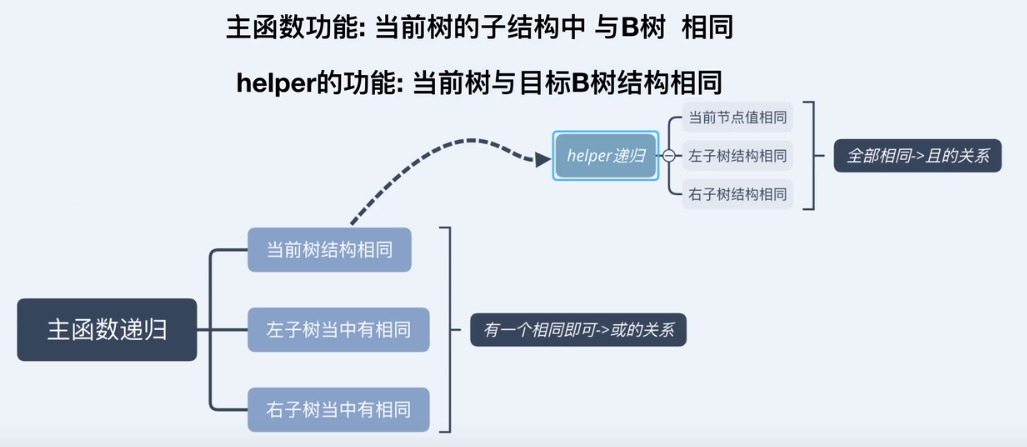 主函数功能: 当前树的子结构中 与B树 相同
helper的功能: 当前树与目标B树结构相同
当前节点值相同
helper递归
左子树结构相同
全部相同->且的关系
右子树结构相同
当前树结构相同
主函数递归
左子树当中有相同
有一个相同即可->或的关系
右子树当中有相同